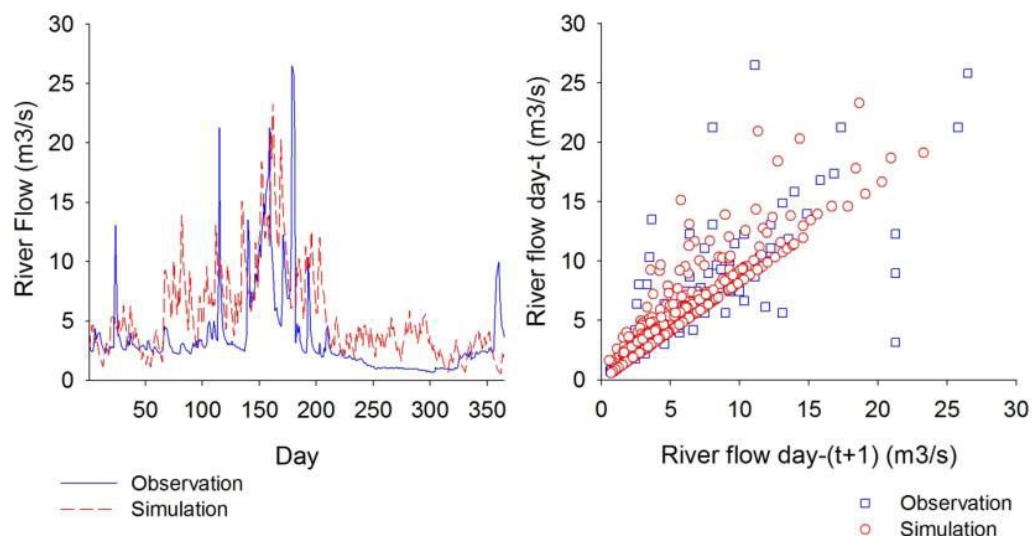 30
25
20
15
10
5
0
River Flow (m3/s)
50 100 150 200 250 300 350
Day
Observation
Simulation
30
25
20
15
10
5
0
River flow day-t (m3/s)
0 5 10 15 20 25 30
River flow day-(t+1) (m3/s)
Observation
Simulation